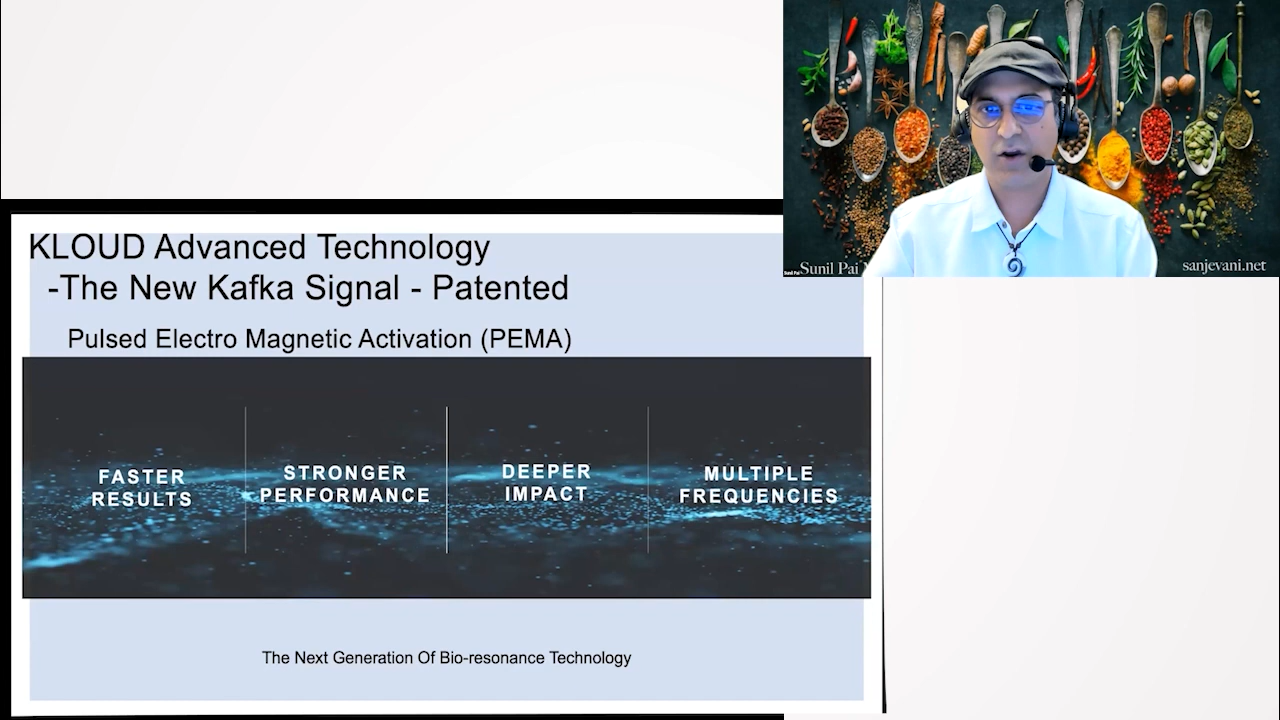 KLOUD Advanced Technology
-The New Kafka Signal - Patented
Pulsed Electro Magnetic Activation (PEMA)
FASTER
RESULTS
STRONGER
PERFORMANCE
DEEPER
IMPACT
MULTIPLE
FREQUENCIES
The Next Generation Of Bio-resonance Technology
Sunil Pai
sanjevani.net